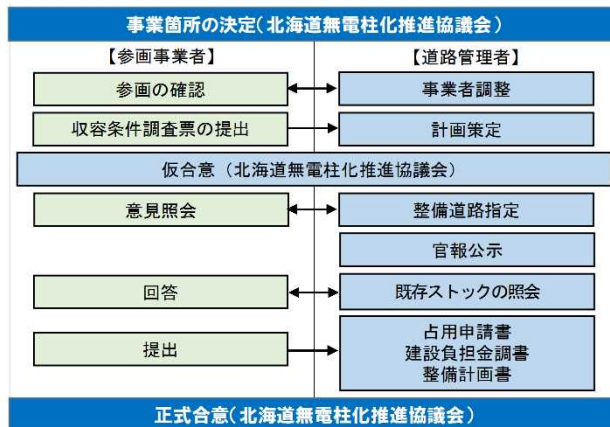 事業箇所の決定(北海道無電柱化推進協議会)
【参画事業者】
【道路管理者】
参画の確認
事業者調整
収容条件調査票の提出
計画策定
仮合意(北海道無電柱化推進協議会)
意見照会
整備道路指定
官報公示
回答
既存ストックの照会
提出
占用申請書
建設負担金調書
整備計画書
正式合意(北海道無電柱化推進協議会)